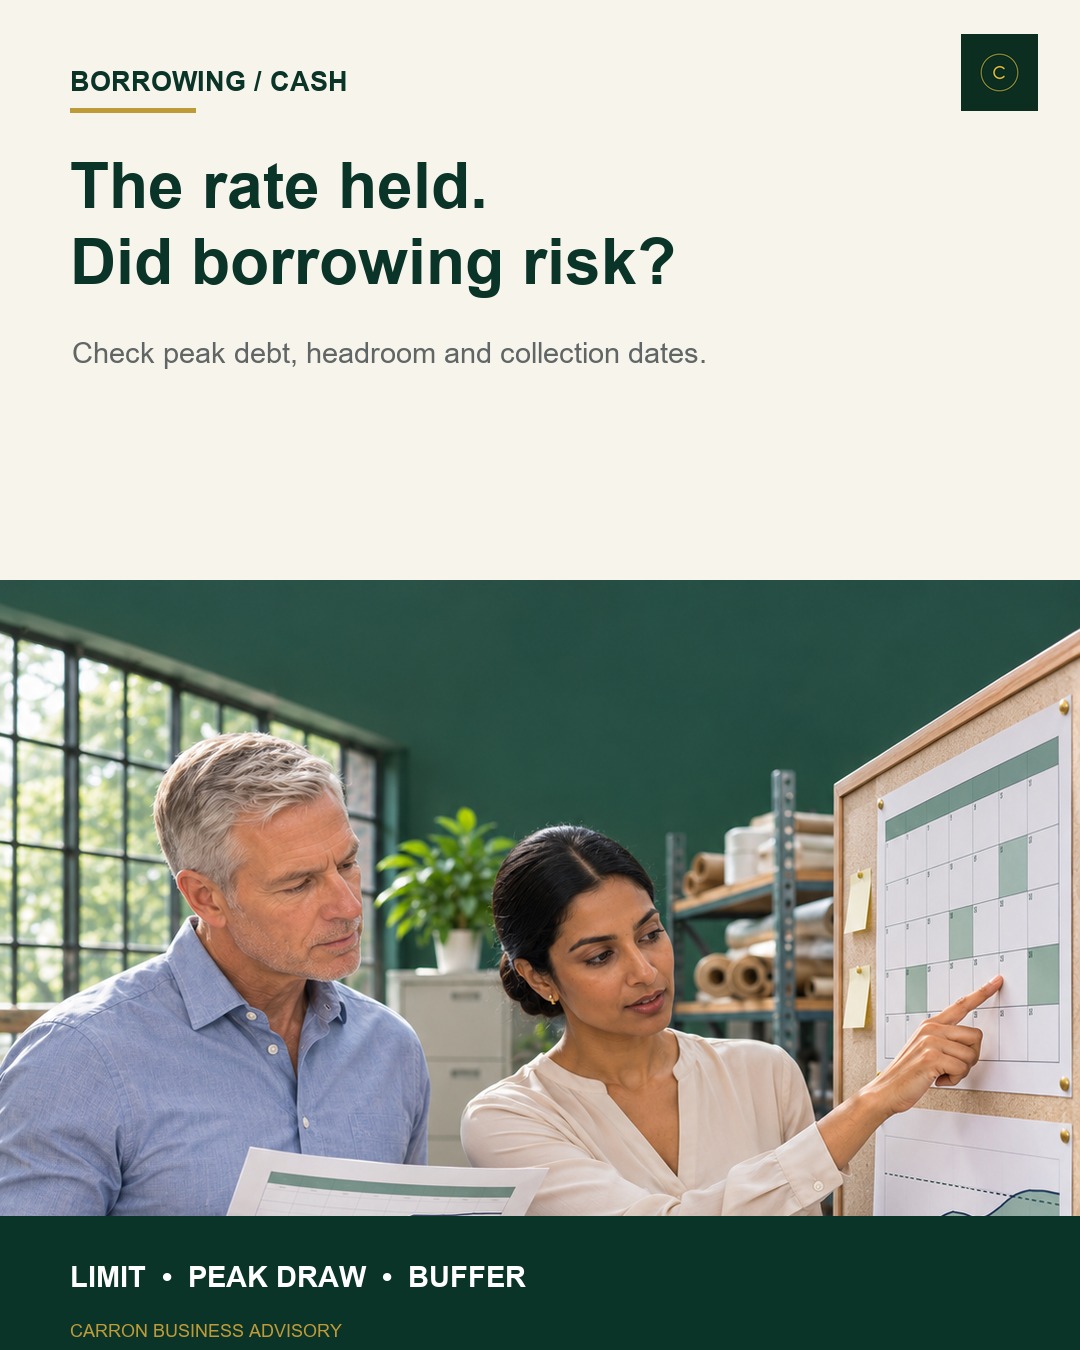 BORROWING / CASH
C
The rate held.
Did borrowing risk?
Check peak debt, headroom and collection dates.
LIMIT • PEAK DRAW • BUFFER
CARRON BUSINESS ADVISORY